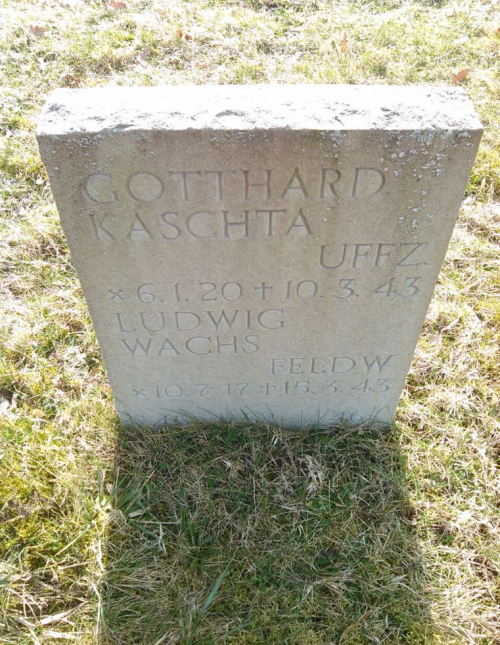 GOTTHARD
KASCHTA
UFFZ.
× 6.1.20 † 10.3.43
LUDWIG
WACHS
FELDW
× 10.7.17 † 15.3.43